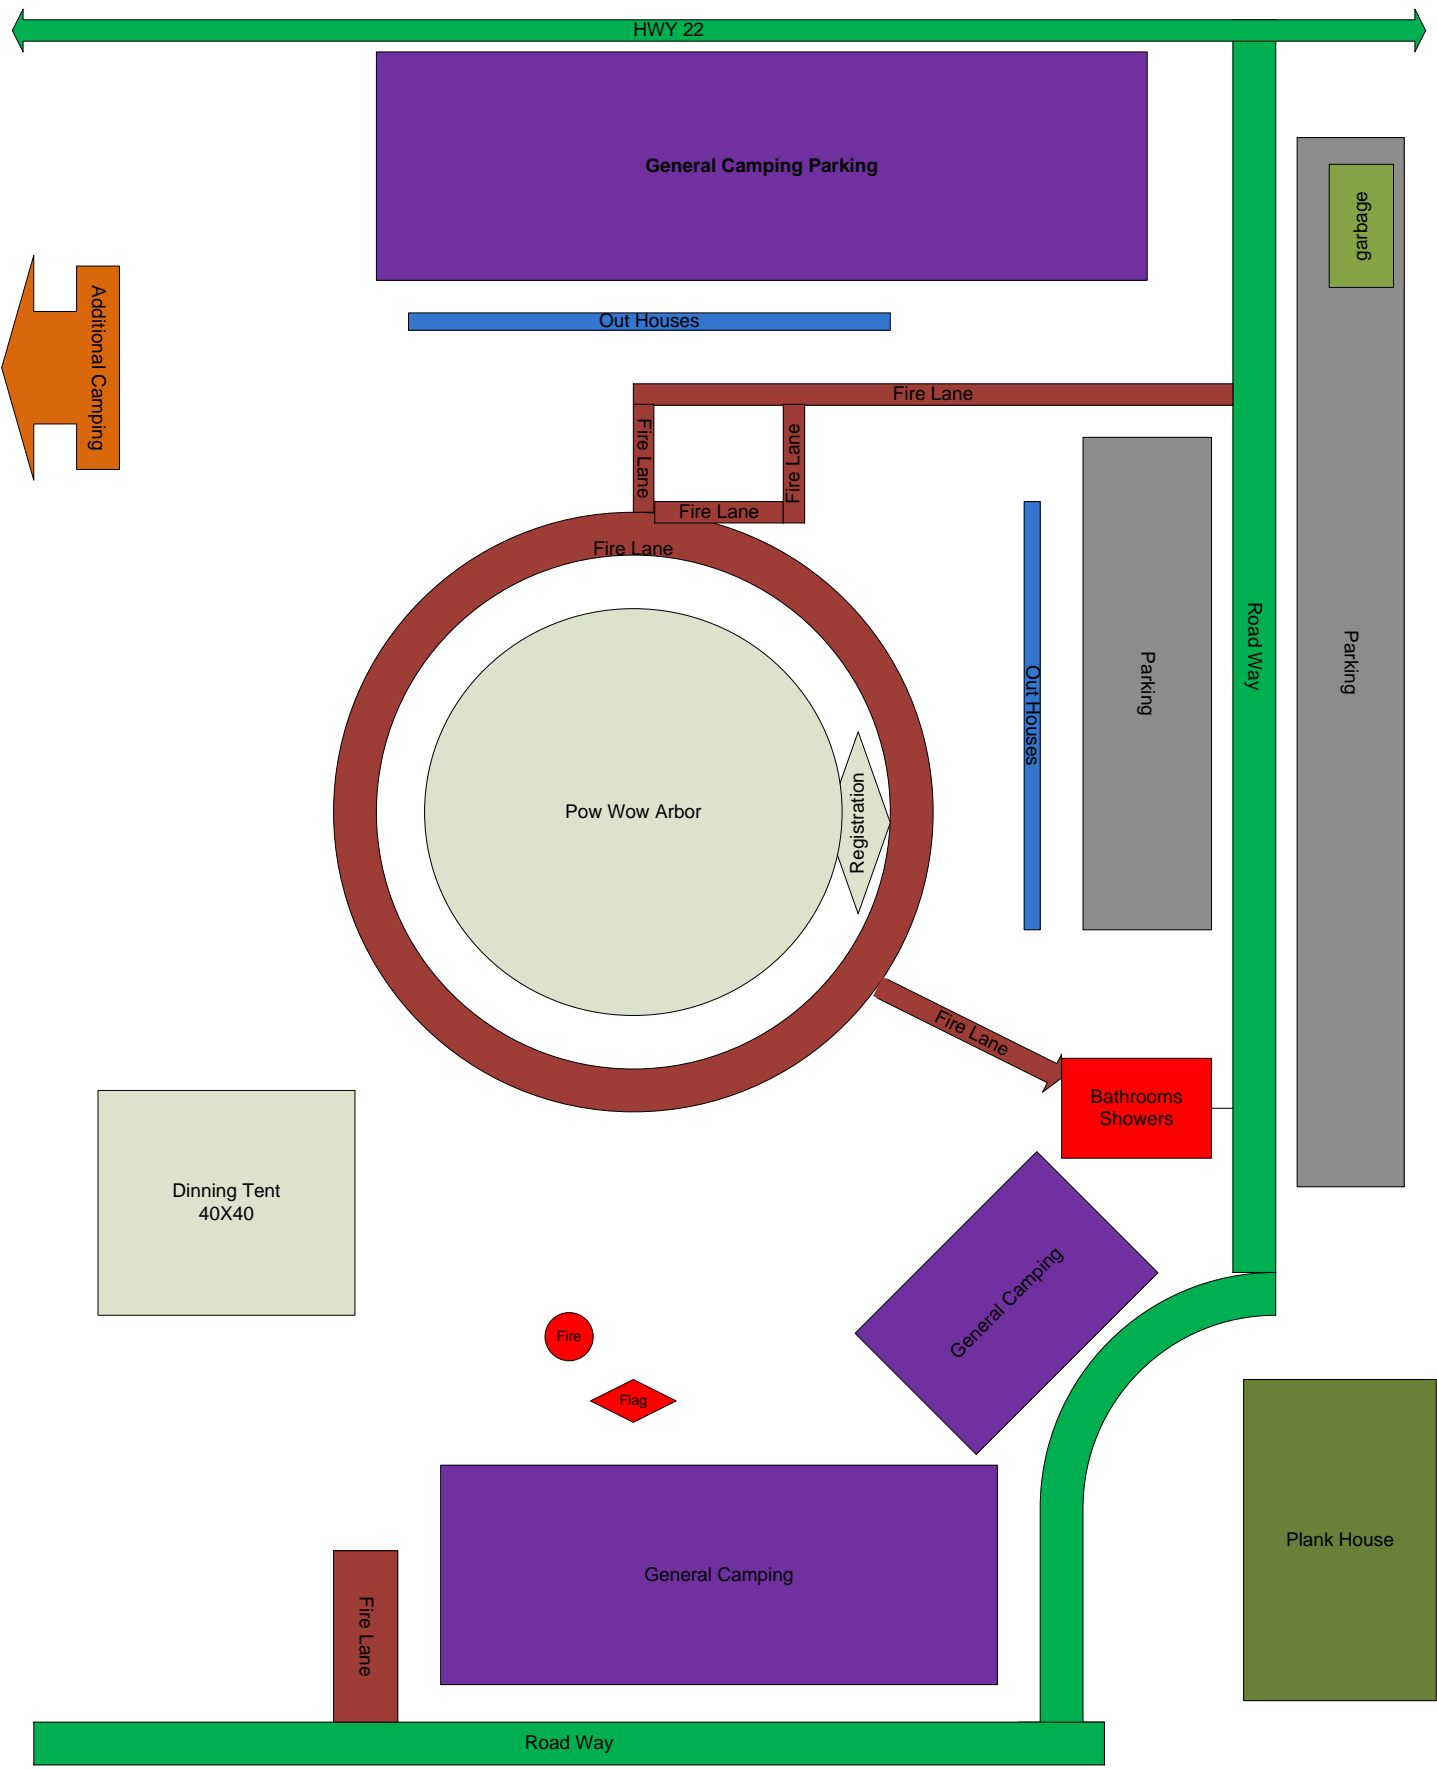 HWY 22
General Camping Parking
garbage
Additional Camping
Out Houses
Fire Lane
Fire Lane
Fire Lane
Fire Lane
Fire Lane
Road Way
Parking
Parking
Out Houses
Pow Wow Arbor
Registration
Fire Lane
Bathrooms
Showers
Dinning Tent
40X40
General Camping
Fire
Flag
Plank House
General Camping
Fire Lane
Road Way